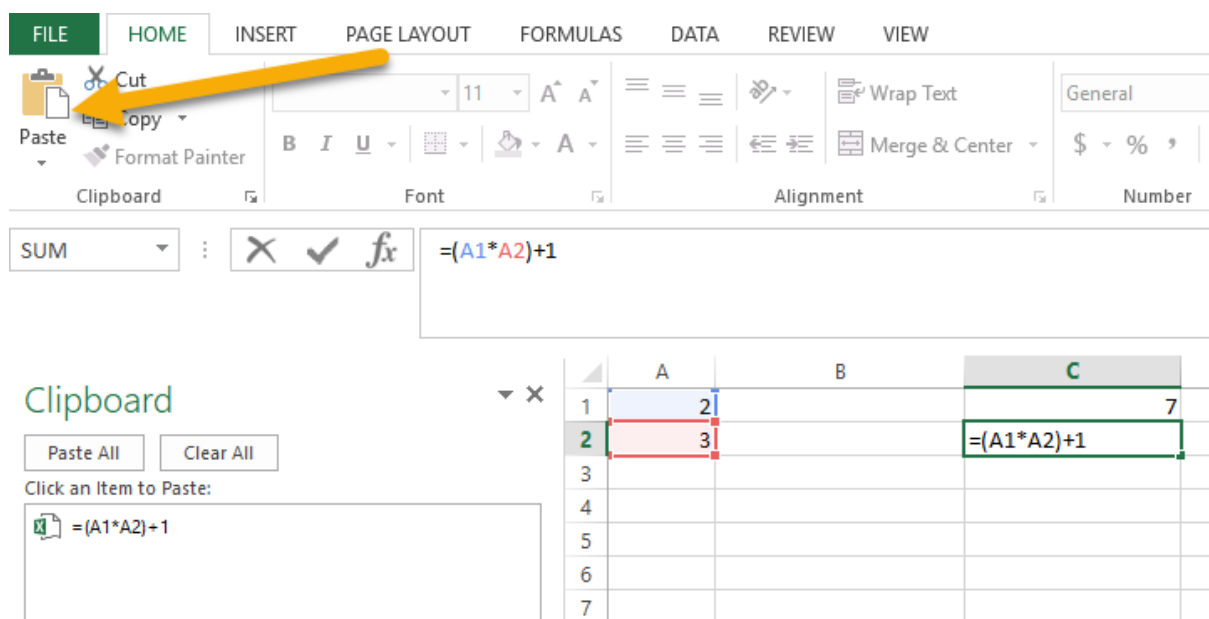 FILE HOME INSERT PAGE LAYOUT FORMULAS DATA REVIEW VIEW
Cut
Copy
Paste
Format Painter
11 A A
Wrap Text
General
B I U A
Merge & Center
$ % ,
Clipboard Font Alignment Number
SUM fx =(A1*A2)+1
Clipboard
Paste All Clear All
Click an Item to Paste:
=(A1*A2)+1
A B C
1 2 7
2 3 =(A1*A2)+1
3
4
5
6
7